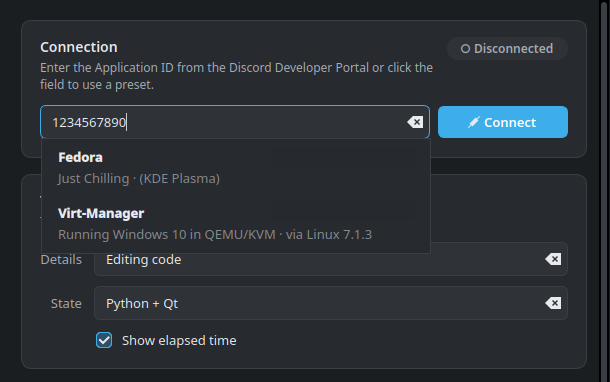 Connection
Disconnected
Enter the Application ID from the Discord Developer Portal or click the
field to use a preset.
1234567890
Connect
Fedora
Just Chilling · (KDE Plasma)
Virt-Manager
Running Windows 10 in QEMU/KVM · via Linux 7.1.3
Details
Editing code
State
Python + Qt
Show elapsed time